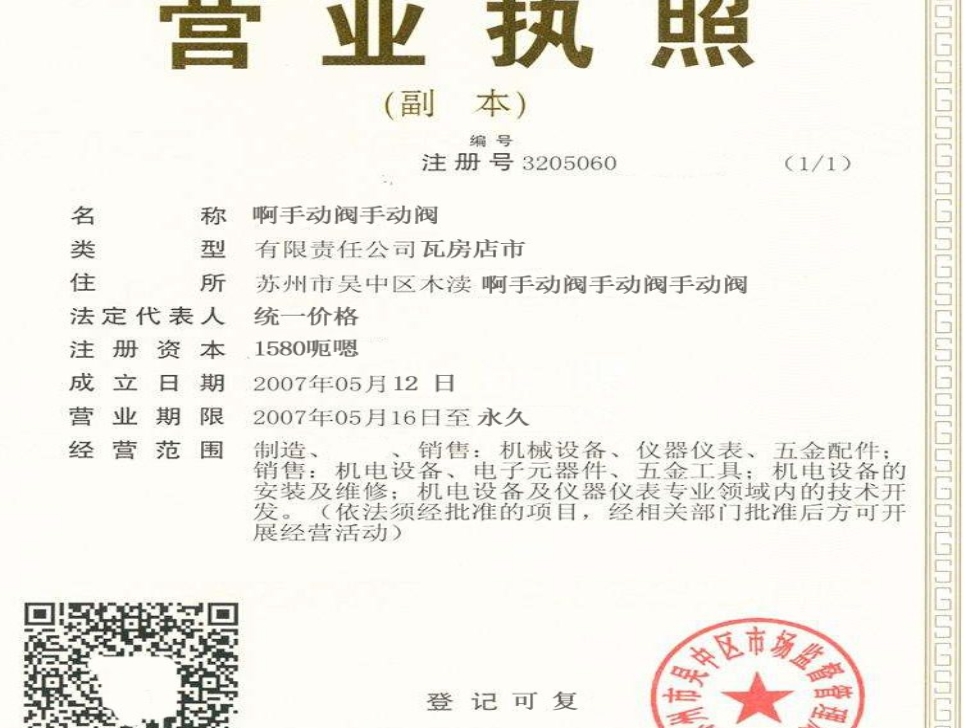 营业执照
(副 本)
编号
注册号 3205060 (1/1)
名称 啊手动阀手动阀
类型 有限责任公司瓦房店市
住所 苏州市吴中区木渎 啊手动阀手动阀手动阀
法定代表人 统一价格
注册资本 1580呃嗯
成立日期 2007年05月12 日
营业期限 2007年05月16日至 永久
经营范围 制造、 、销售：机械设备、仪器仪表、五金配件；
销售：机电设备、电子元器件、五金工具；机电设备的
安装及维修；机电设备及仪器仪表专业领域内的技术开
发。（依法须经批准的项目，经相关部门批准后方可开
展经营活动）
登记可复
州市吴中区市场监督管理